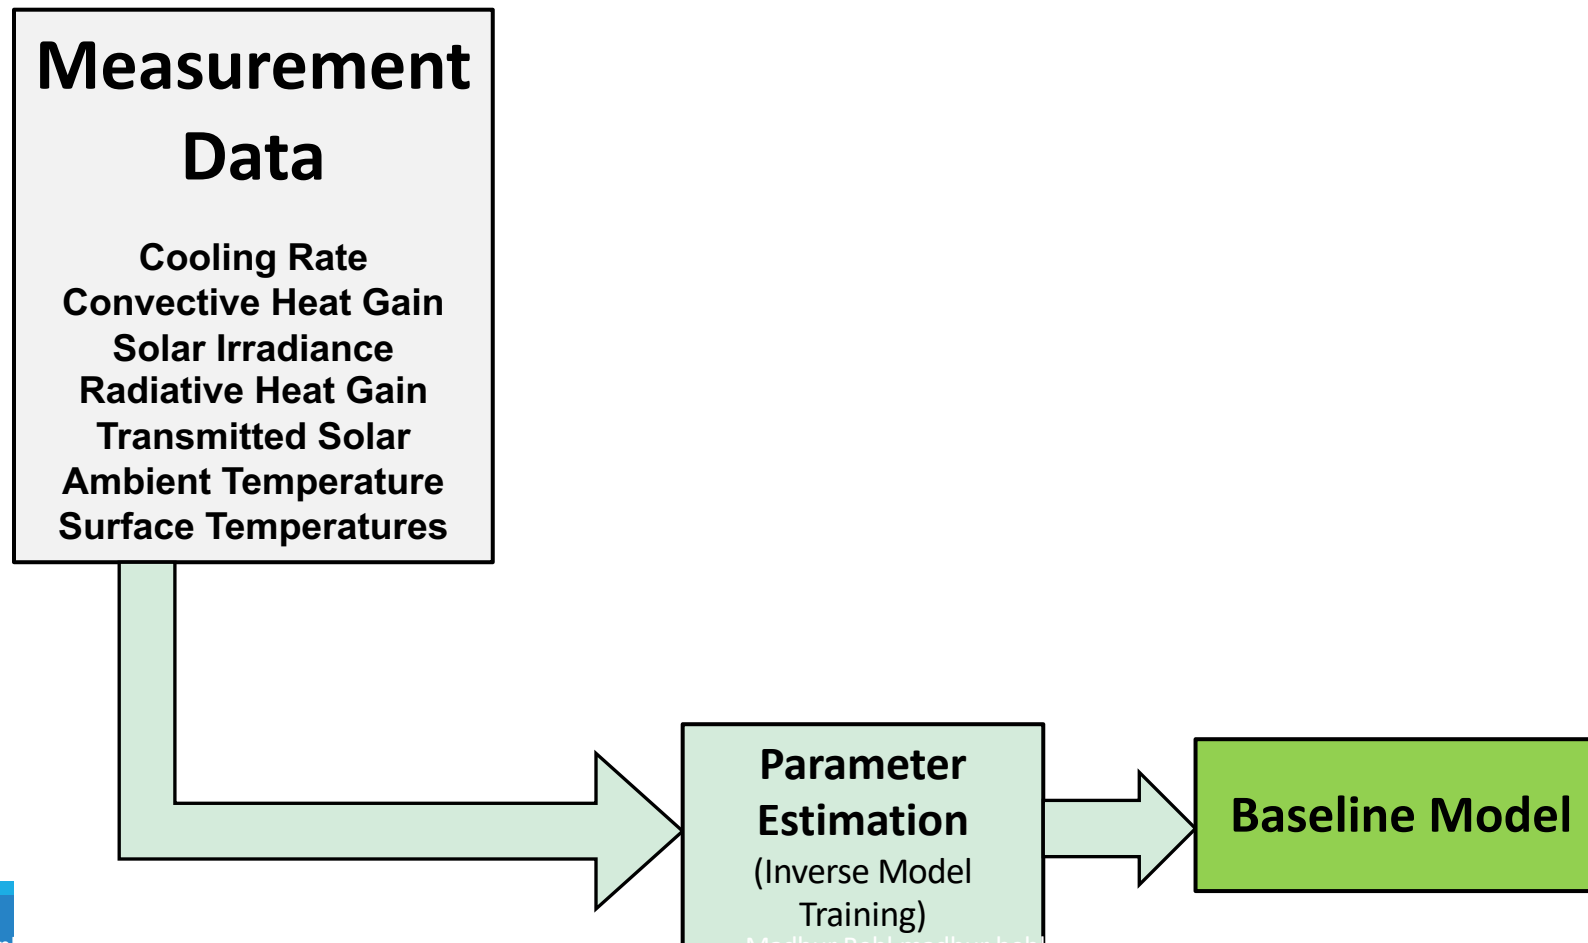 Measurement
Data
Cooling Rate
Convective Heat Gain
Solar Irradiance
Radiative Heat Gain
Transmitted Solar
Ambient Temperature
Surface Temperatures
Parameter
Estimation
(Inverse Model
Training)
Baseline Model